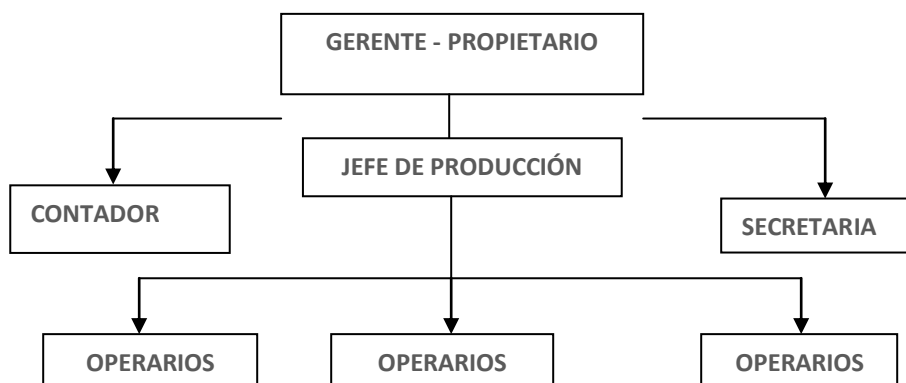 GERENTE - PROPIETARIO
JEFE DE PRODUCCIÓN
CONTADOR
SECRETARIA
OPERARIOS
OPERARIOS
OPERARIOS